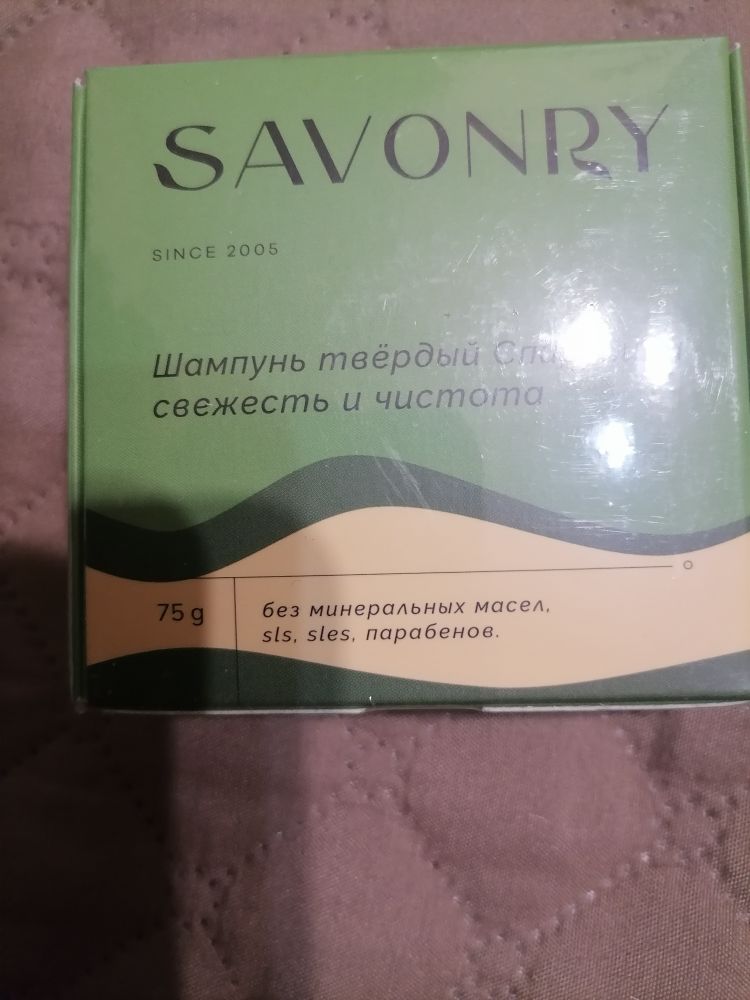 SAVONRY
SINCE 2005
Шампунь твёрдый
свежесть и чистота
75 g
без минеральных масел,
sls, sles, парабенов.